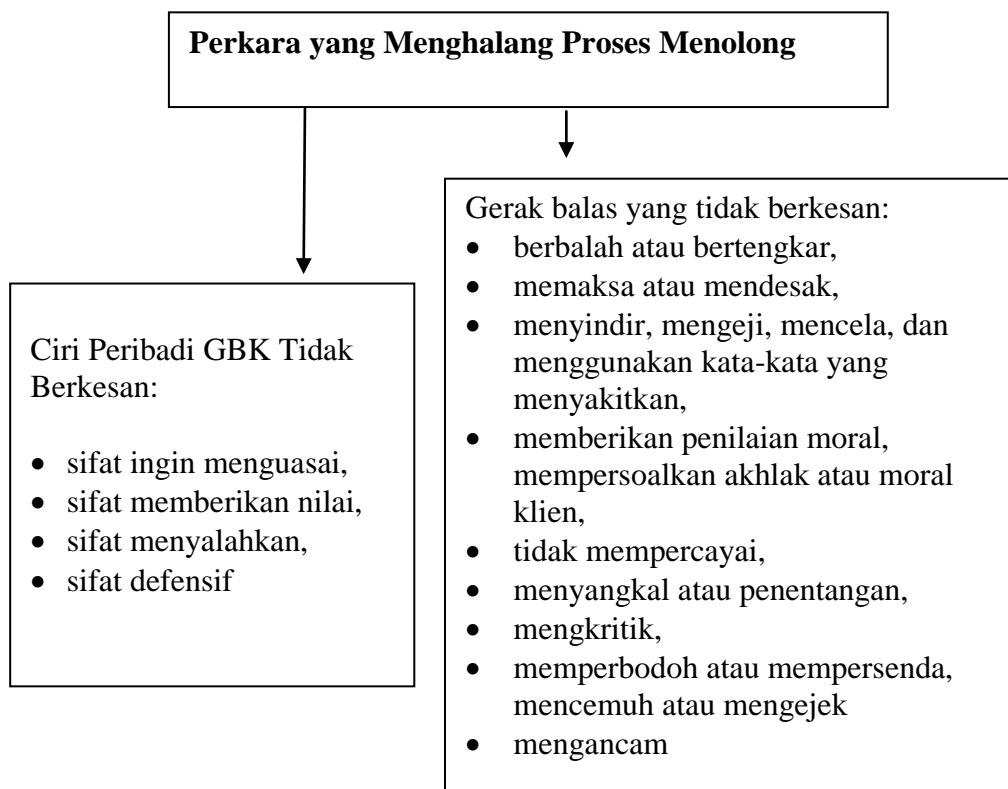 Perkara yang Menghalang Proses Menolong
Ciri Peribadi GBK Tidak
Berkesan:
• sifat ingin menguasai,
• sifat memberikan nilai,
• sifat menyalahkan,
• sifat defensif
Gerak balas yang tidak berkesan:
• berbalah atau bertengkar,
• memaksa atau mendesak,
• menyindir, mengeji, mencela, dan
menggunakan kata-kata yang
menyakitkan,
• memberikan penilaian moral,
mempersoalkan akhlak atau moral
klien,
• tidak mempercayai,
• menyangkal atau penentangan,
• mengkritik,
• memperbodoh atau mempersenda,
mencemuh atau mengejek
• mengancam